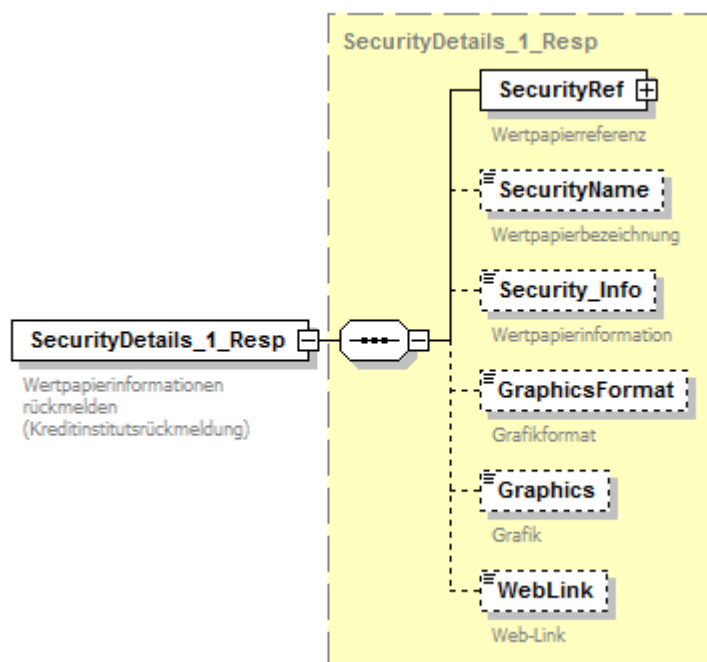 SecurityDetails_1_Resp
SecurityRef
Wertpapierreferenz
SecurityName
Wertpapierbezeichnung
Security_Info
Wertpapierinformation
SecurityDetails_1_Resp
Wertpapierinformationen
rückmelden
(Kreditinstitutsrückmeldung)
GraphicsFormat
Grafikformat
Graphics
Grafik
WebLink
Web-Link